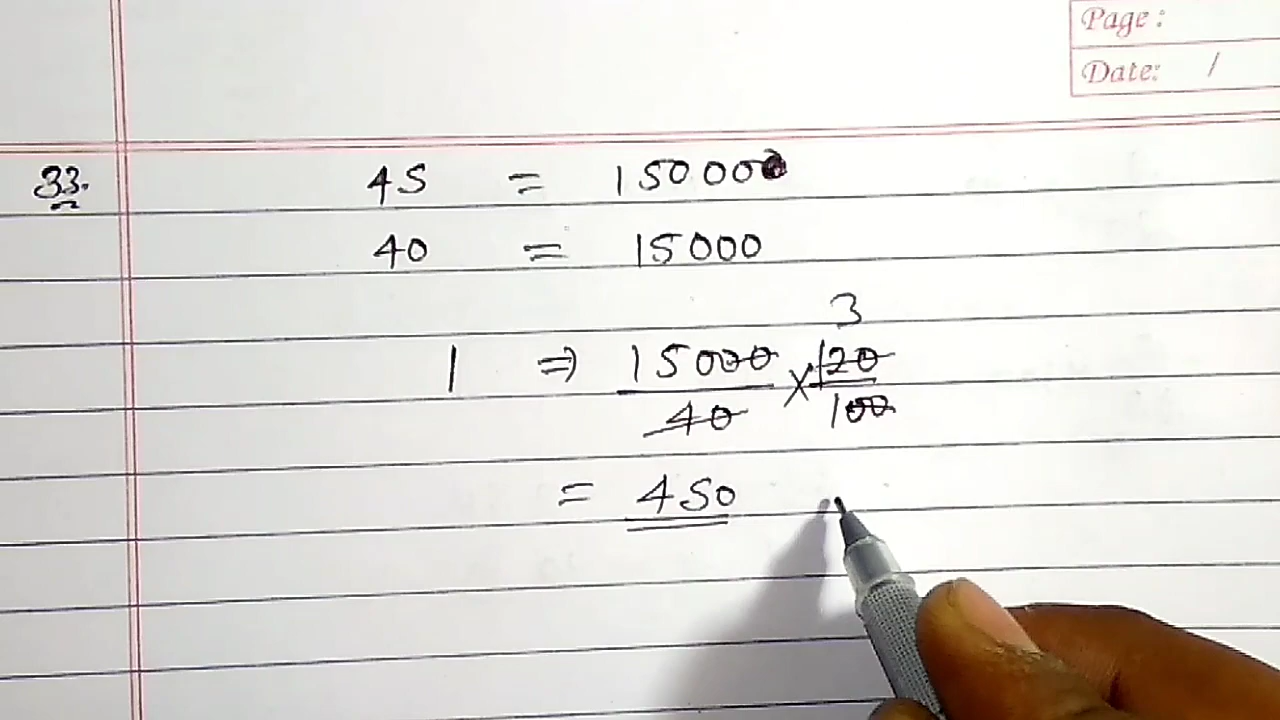 Page :
Date: /
33. 45 = 15000
40 = 15000
3
1 ⇒ 15000/40 × 120/100
= 450